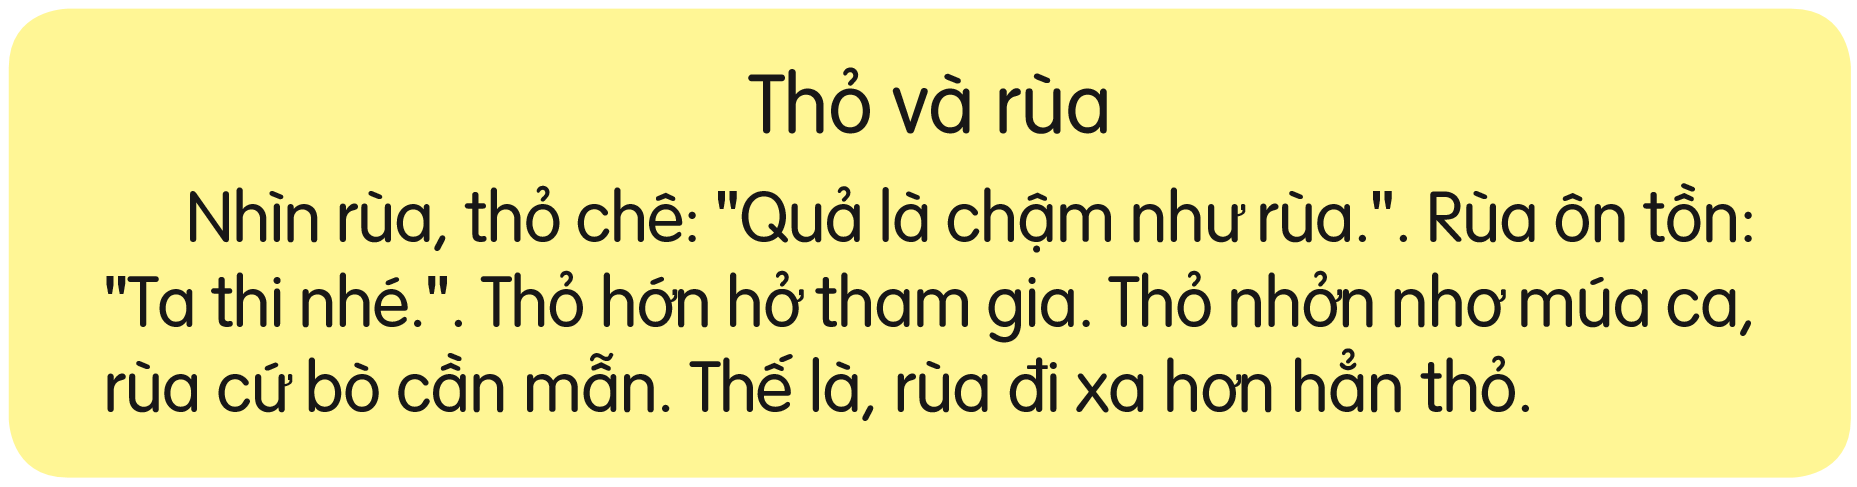 Thỏ và rùa
Nhìn rùa, thỏ chê: "Quả là chậm như rùa.". Rùa ôn tồn:
"Ta thi nhé.". Thỏ hớn hở tham gia. Thỏ nhởn nhơ múa ca,
rùa cứ bò cần mẫn. Thế là, rùa đi xa hơn hẳn thỏ.